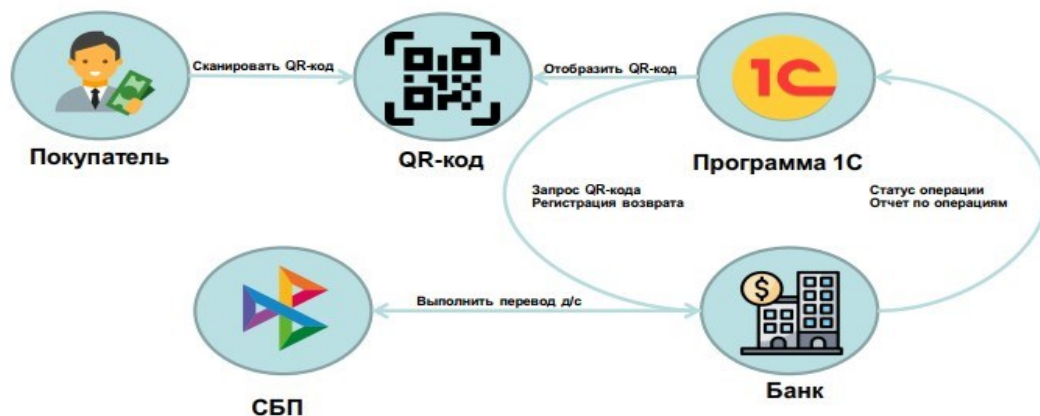 Сканировать QR-код
Отобразить QR-код
1С
Покупатель
QR-код
Программа 1С
Запрос QR-кода
Регистрация возврата
Статус операции
Отчет по операциям
$
Выполнить перевод д/с
СБП
Банк